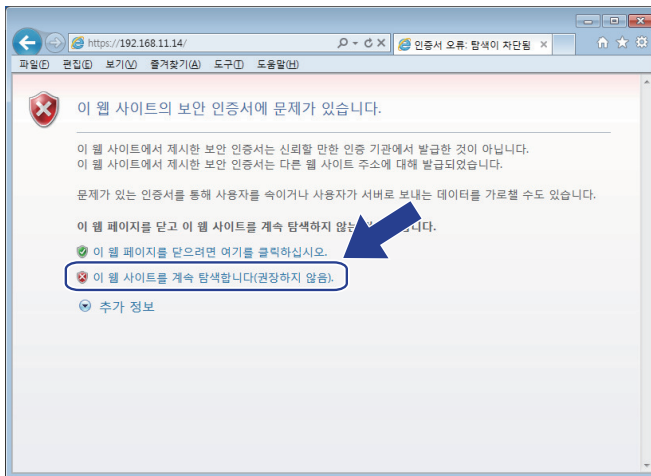 https://192.168.11.14/
인증서 오류: 탐색이 차단됨
파일(F) 편집(E) 보기(V) 즐겨찾기(A) 도구(T) 도움말(H)
이 웹 사이트의 보안 인증서에 문제가 있습니다.
이 웹 사이트에서 제시한 보안 인증서는 신뢰할 만한 인증 기관에서 발급한 것이 아닙니다.
이 웹 사이트에서 제시한 보안 인증서는 다른 웹 사이트 주소에 대해 발급되었습니다.
문제가 있는 인증서를 통해 사용자를 속이거나 사용자가 서버로 보내는 데이터를 가로챌 수도 있습니다.
이 웹 페이지를 닫고 이 웹 사이트를 계속 탐색하지 않는
이 웹 페이지를 닫으려면 여기를 클릭하십시오.
이 웹 사이트를 계속 탐색합니다(권장하지 않음).
추가 정보